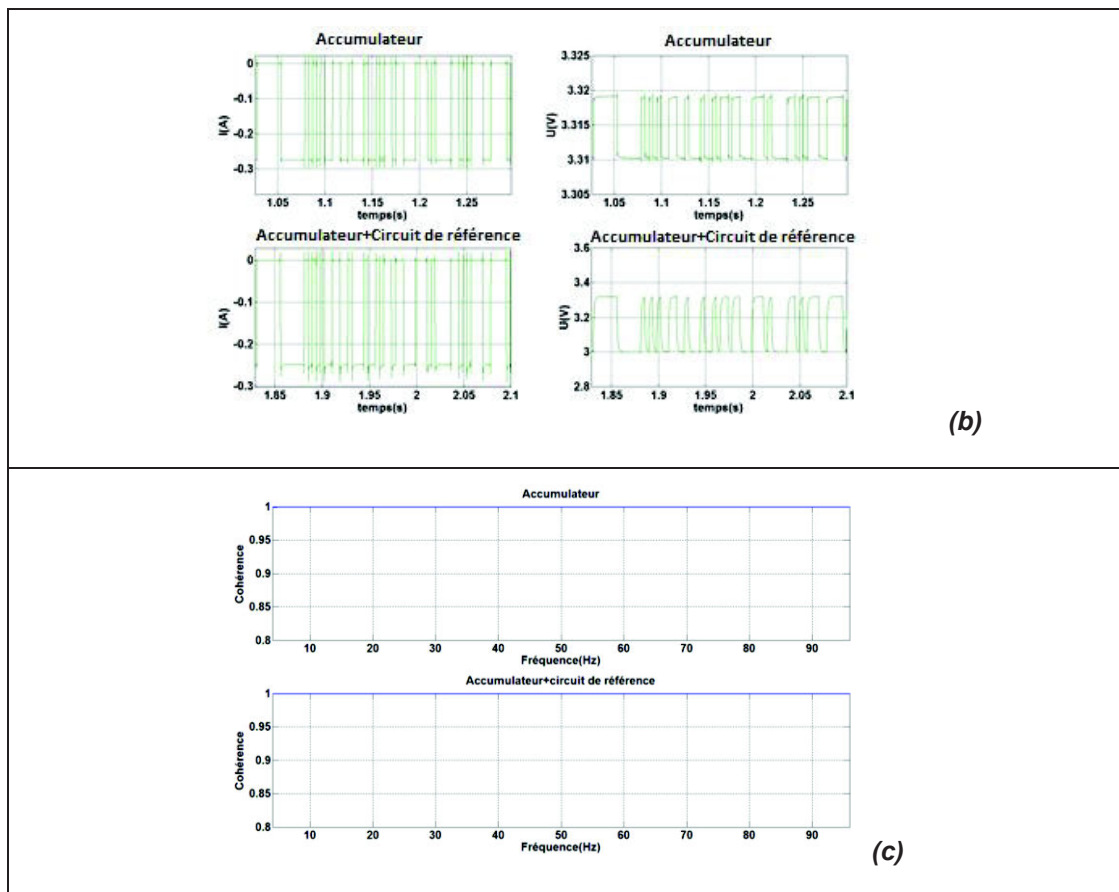 Accumulateur
0
-0.1
-0.2
-0.3
I(A)
1.05 1.1 1.15 1.2 1.25
temps(s)
Accumulateur
3.325
3.32
3.315
3.31
3.305
U(V)
1.05 1.1 1.15 1.2 1.25
temps(s)
Accumulateur+Circuit de référence
0
-0.1
-0.2
-0.3
I(A)
1.85 1.9 1.95 2 2.05 2.1
temps(s)
Accumulateur+Circuit de référence
3.6
3.4
3.2
3
2.8
U(V)
1.85 1.9 1.95 2 2.05 2.1
temps(s)
(b)
Accumulateur
1
0.95
0.9
0.85
0.8
Cohérence
10 20 30 40 50 60 70 80 90
Fréquence(Hz)
Accumulateur+circuit de référence
1
0.95
0.9
0.85
0.8
Cohérence
10 20 30 40 50 60 70 80 90
Fréquence(Hz)
(c)